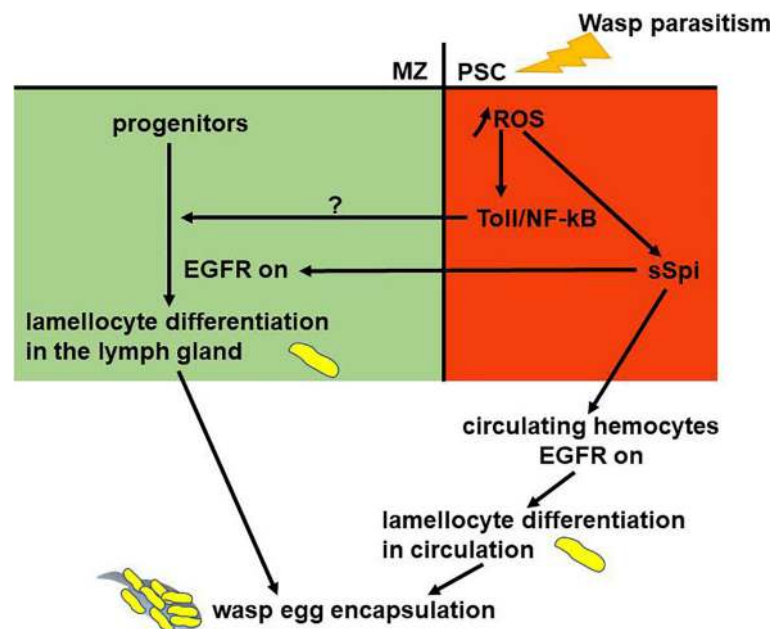 Wasp parasitism
MZ
PSC
progenitors
ROS
?
Toll/NF-kB
EGFR on
sSpi
lamellocyte differentiation
in the lymph gland
circulating hemocytes
EGFR on
lamellocyte differentiation
in circulation
wasp egg encapsulation